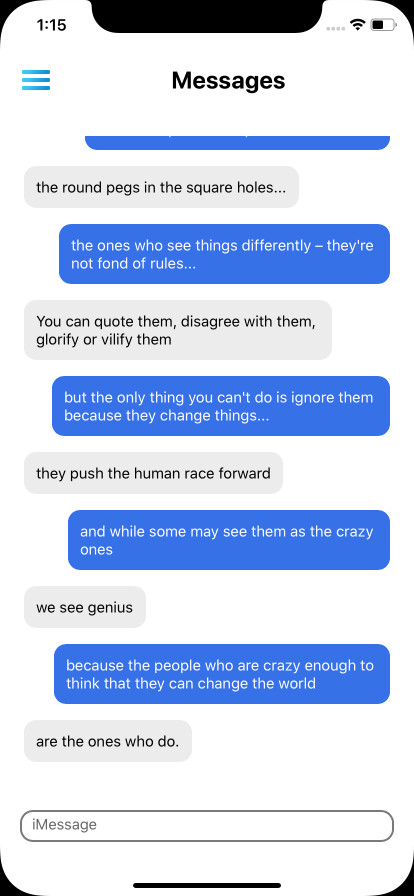 1:15
Messages
the round pegs in the square holes...
the ones who see things differently – they're
not fond of rules...
You can quote them, disagree with them,
glorify or vilify them
but the only thing you can't do is ignore them
because they change things...
they push the human race forward
and while some may see them as the crazy
ones
we see genius
because the people who are crazy enough to
think that they can change the world
are the ones who do.
iMessage